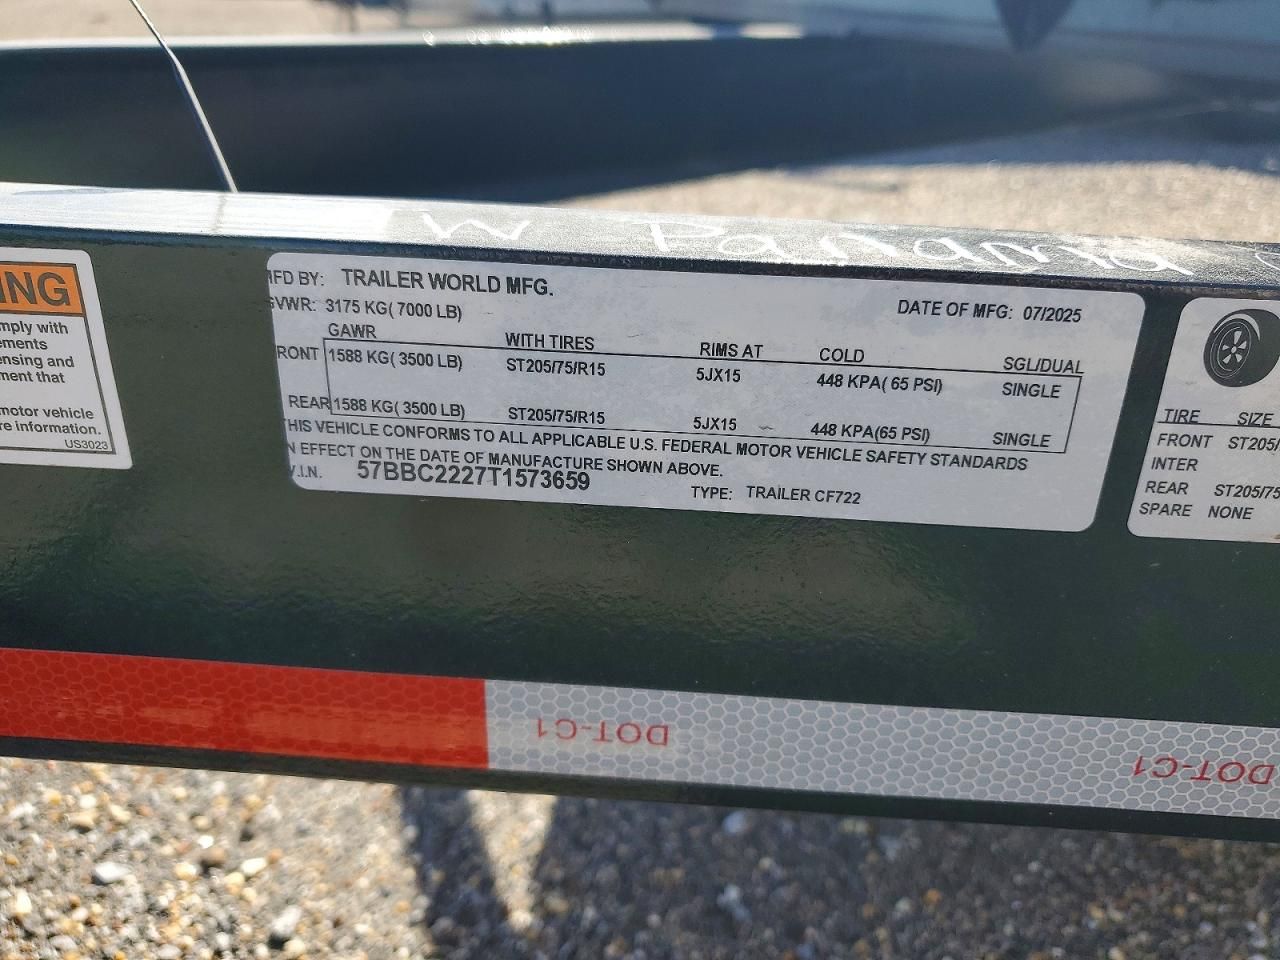 W Panama
ING
mply with
ements
ensing and
ment that
motor vehicle
re information.
US3023
MFD BY: TRAILER WORLD MFG.
DATE OF MFG: 07/2025
GVWR: 3175 KG( 7000 LB)
GAWR WITH TIRES RIMS AT COLD SGL/DUAL
RONT 1588 KG( 3500 LB) ST205/75/R15 5JX15 448 KPA( 65 PSI) SINGLE
REAR 1588 KG( 3500 LB) ST205/75/R15 5JX15 448 KPA(65 PSI) SINGLE
THIS VEHICLE CONFORMS TO ALL APPLICABLE U.S. FEDERAL MOTOR VEHICLE SAFETY STANDARDS
N EFFECT ON THE DATE OF MANUFACTURE SHOWN ABOVE.
V.I.N. 57BBC2227T1573659 TYPE: TRAILER CF722
TIRE SIZE
FRONT ST205/
INTER
REAR ST205/75
SPARE NONE
DOT-C1
DOT-C1